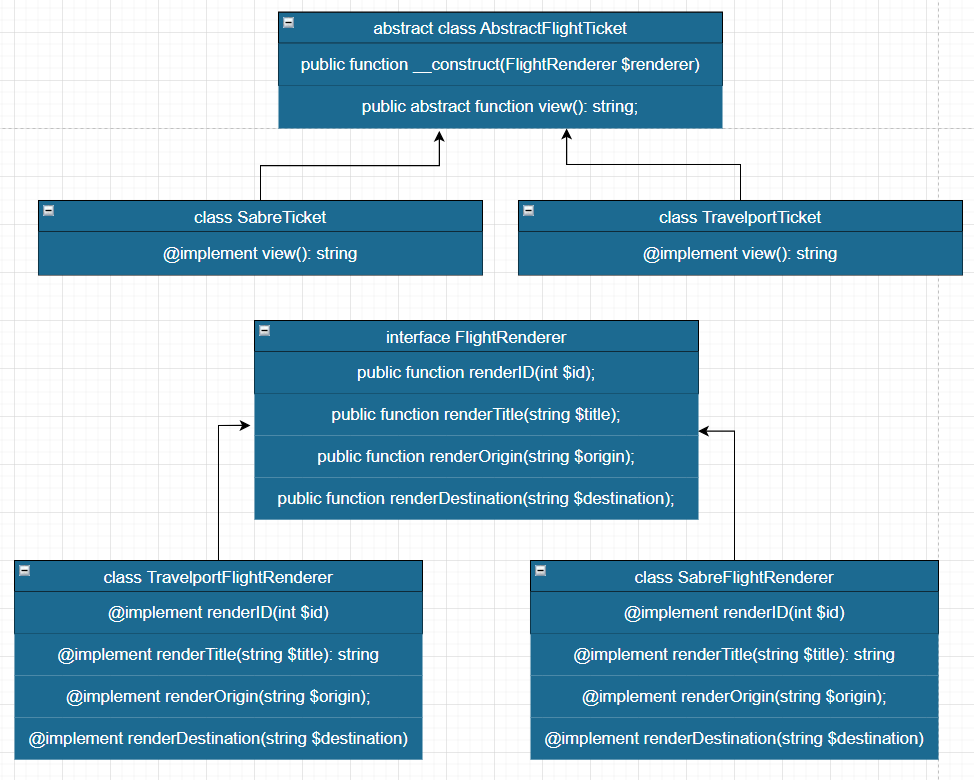 abstract class AbstractFlightTicket
public function __construct(FlightRenderer $renderer)
public abstract function view(): string;
class SabreTicket
@implement view(): string
class TravelportTicket
@implement view(): string
interface FlightRenderer
public function renderID(int $id);
public function renderTitle(string $title);
public function renderOrigin(string $origin);
public function renderDestination(string $destination);
class TravelportFlightRenderer
@implement renderID(int $id)
@implement renderTitle(string $title): string
@implement renderOrigin(string $origin);
@implement renderDestination(string $destination)
class SabreFlightRenderer
@implement renderID(int $id)
@implement renderTitle(string $title): string
@implement renderOrigin(string $origin);
@implement renderDestination(string $destination)